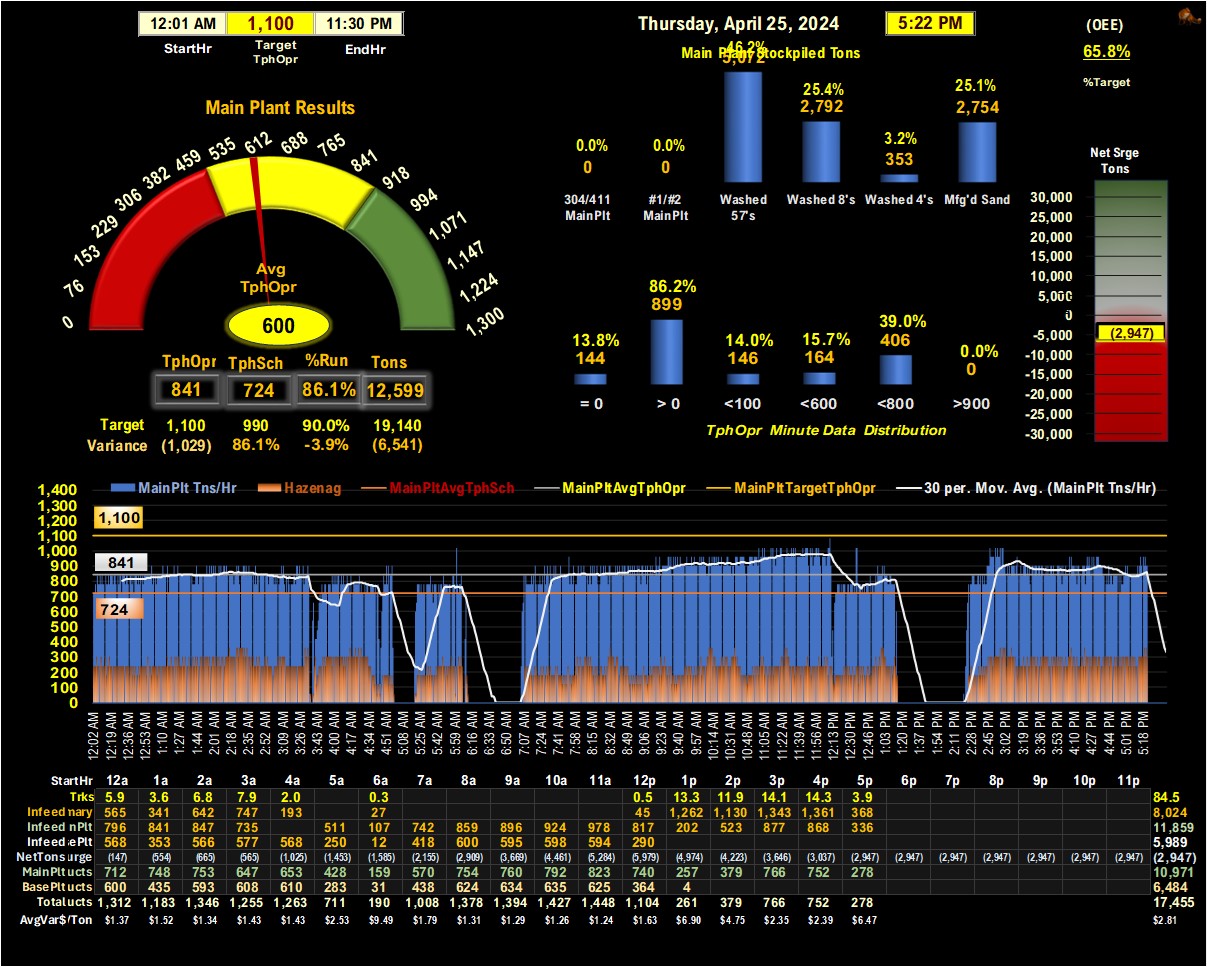 12:01 AM 1,100 11:30 PM
StartHr Target TphOpr EndHr
Thursday, April 25, 2024 5:22 PM
(OEE)
65.8%
%Target
Main Plant Results
0 76 153 229 306 382 459 535 612 688 765 841 918 994 1,071 1,147 1,224 1,300
Avg
TphOpr
600
TphOpr TphSch %Run Tons
841 724 86.1% 12,599
Target 1,100 990 90.0% 19,140
Variance (1,029) 86.1% -3.9% (6,541)
Main Plant Stockpiled Tons
0.0% 0.0% 46.2% 25.4% 3.2% 25.1%
0 0 5,072 2,792 353 2,754
304/411 MainPlt #1/#2 MainPlt Washed 57's Washed 8's Washed 4's Mfg'd Sand
13.8% 86.2% 14.0% 15.7% 39.0% 0.0%
144 899 146 164 406 0
= 0 > 0 <100 <600 <800 >900
TphOpr Minute Data Distribution
Net Srge
Tons
30,000
25,000
20,000
15,000
10,000
5,000
0
-5,000
(2,947)
-10,000
-15,000
-20,000
-25,000
-30,000
MainPlt Tns/Hr Hazenag MainPltAvgTphSch MainPltAvgTphOpr MainPltTargetTphOpr 30 per. Mov. Avg. (MainPlt Tns/Hr)
1,400
1,300
1,200
1,100
1,000
900
800
700
600
500
400
300
200
100
0
1,100
841
724
12:02 AM 12:19 AM 12:36 AM 12:53 AM 1:10 AM 1:27 AM 1:44 AM 2:01 AM 2:18 AM 2:35 AM 2:52 AM 3:09 AM 3:26 AM 3:43 AM 4:00 AM 4:17 AM 4:34 AM 4:51 AM 5:08 AM 5:25 AM 5:42 AM 5:59 AM 6:16 AM 6:33 AM 6:50 AM 7:07 AM 7:24 AM 7:41 AM 7:58 AM 8:15 AM 8:32 AM 8:49 AM 9:06 AM 9:23 AM 9:40 AM 9:57 AM 10:14 AM 10:31 AM 10:48 AM 11:05 AM 11:22 AM 11:39 AM 11:56 AM 12:13 PM 12:30 PM 12:46 PM 1:03 PM 1:20 PM 1:37 PM 1:54 PM 2:11 PM 2:28 PM 2:45 PM 3:02 PM 3:19 PM 3:36 PM 3:53 PM 4:10 PM 4:27 PM 4:44 PM 5:01 PM 5:18 PM
StartHr 12a 1a 2a 3a 4a 5a 6a 7a 8a 9a 10a 11a 12p 1p 2p 3p 4p 5p 6p 7p 8p 9p 10p 11p
Trks 5.9 3.6 6.8 7.9 2.0 0.3 0.5 13.3 11.9 14.1 14.3 3.9 84.5
Infeed mary 565 341 642 747 193 27 45 1,262 1,130 1,343 1,361 368 8,024
Infeed nPlt 796 841 847 735 511 107 742 859 896 924 978 817 202 523 877 868 336 11,859
Infeed ePlt 568 353 566 577 568 250 12 418 600 595 598 594 290 5,989
NetTons urge (147) (554) (665) (565) (1,025) (1,453) (1,585) (2,155) (2,909) (3,669) (4,461) (5,284) (5,979) (4,974) (4,223) (3,646) (3,037) (2,947) (2,947) (2,947) (2,947) (2,947) (2,947) (2,947) (2,947)
MainPl ucts 712 748 753 647 653 428 159 570 754 760 792 823 740 257 379 766 752 278 10,971
BasePlt ucts 600 435 593 608 610 283 31 438 624 634 635 625 364 4 6,484
Total ucts 1,312 1,183 1,346 1,255 1,263 711 190 1,008 1,378 1,394 1,427 1,448 1,104 261 379 766 752 278 17,455
AvgVar$/Ton $1.37 $1.52 $1.34 $1.43 $1.43 $2.53 $9.49 $1.79 $1.31 $1.29 $1.26 $1.24 $1.63 $6.90 $4.75 $2.35 $2.39 $6.47 $2.81